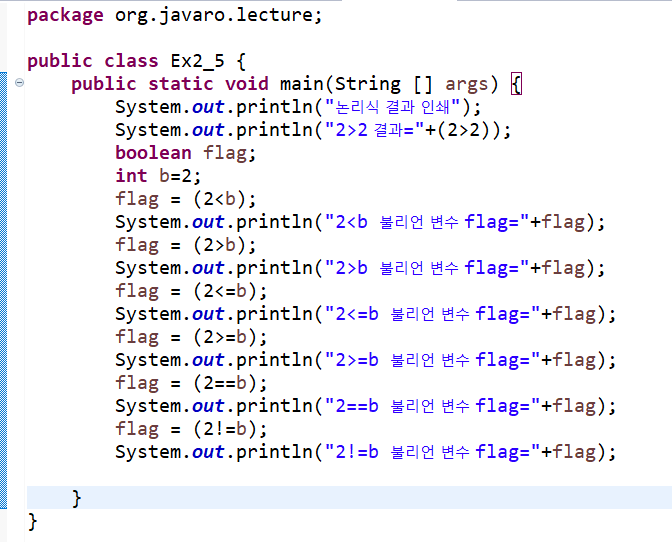 package org.javaro.lecture;
public class Ex2_5 {
public static void main(String [] args) {
System.out.println("논리식 결과 인쇄");
System.out.println("2>2 결과="+(2>2));
boolean flag;
int b=2;
flag = (2<b);
System.out.println("2<b 불리언 변수 flag="+flag);
flag = (2>b);
System.out.println("2>b 불리언 변수 flag="+flag);
flag = (2<=b);
System.out.println("2<=b 불리언 변수 flag="+flag);
flag = (2>=b);
System.out.println("2>=b 불리언 변수 flag="+flag);
flag = (2==b);
System.out.println("2==b 불리언 변수 flag="+flag);
flag = (2!=b);
System.out.println("2!=b 불리언 변수 flag="+flag);
}
}